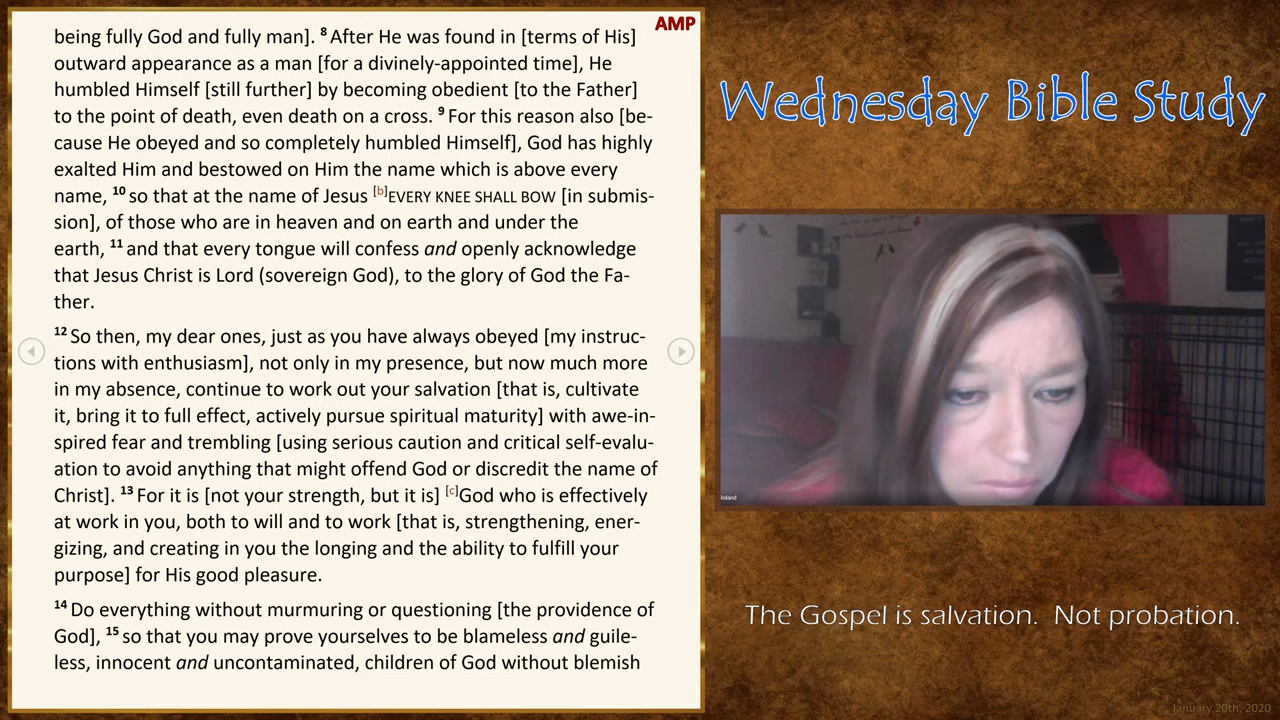 AMP
being fully God and fully man]. 8 After He was found in [terms of His]
outward appearance as a man [for a divinely-appointed time], He
humbled Himself [still further] by becoming obedient [to the Father]
to the point of death, even death on a cross. 9 For this reason also [be-
cause He obeyed and so completely humbled Himself], God has highly
exalted Him and bestowed on Him the name which is above every
name, 10 so that at the name of Jesus [b]EVERY KNEE SHALL BOW [in submis-
sion], of those who are in heaven and on earth and under the
earth, 11 and that every tongue will confess and openly acknowledge
that Jesus Christ is Lord (sovereign God), to the glory of God the Fa-
ther.
12 So then, my dear ones, just as you have always obeyed [my instruc-
tions with enthusiasm], not only in my presence, but now much more
in my absence, continue to work out your salvation [that is, cultivate
it, bring it to full effect, actively pursue spiritual maturity] with awe-in-
spired fear and trembling [using serious caution and critical self-evalu-
ation to avoid anything that might offend God or discredit the name of
Christ]. 13 For it is [not your strength, but it is] [c]God who is effectively
at work in you, both to will and to work [that is, strengthening, ener-
gizing, and creating in you the longing and the ability to fulfill your
purpose] for His good pleasure.
14 Do everything without murmuring or questioning [the providence of
God], 15 so that you may prove yourselves to be blameless and guile-
less, innocent and uncontaminated, children of God without blemish
Wednesday Bible Study
The Gospel is salvation. Not probation.
January 20th, 2020